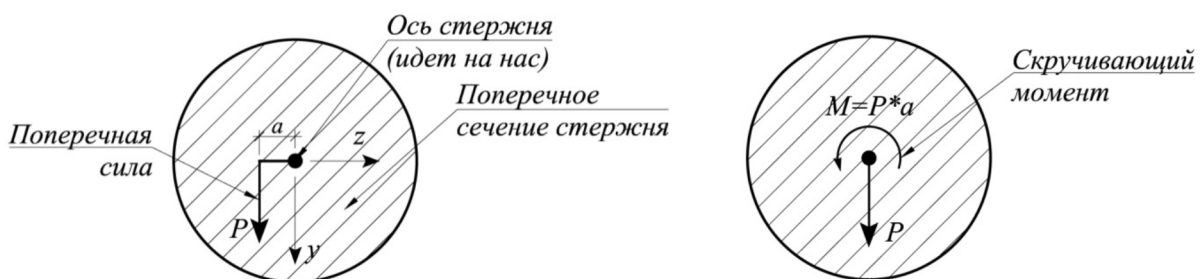 Ось стержня
(идет на нас)
Поперечное
сечение стержня
a
z
Поперечная
сила
P
y
Скручивающий
момент
M=P*a
P